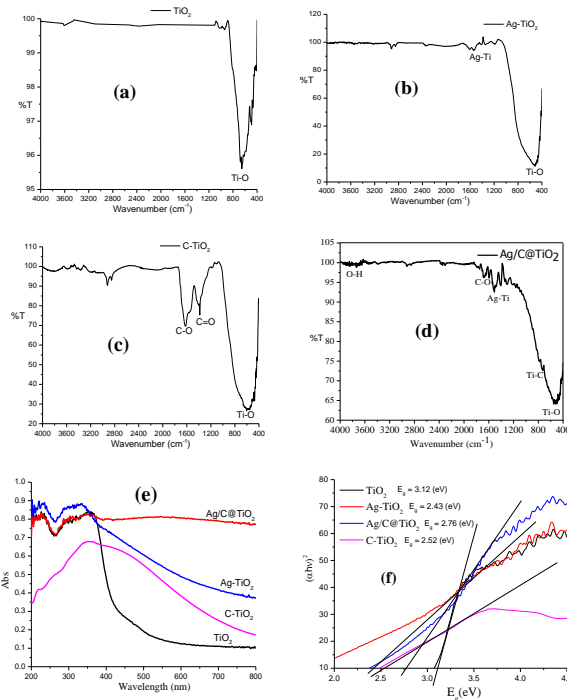 TiO2
(a)
%T
Ti-O
100
99
98
97
96
95
4000 3600 3200 2800 2400 2000 1600 1200 800 400
Wavenumber (cm-1)
Ag-TiO2
(b)
%T
Ag-Ti
Ti-O
120
100
80
60
40
20
0
4000 3600 3200 2800 2400 2000 1600 1200 800 400
Wavenumber (cm-1)
C-TiO2
(c)
%T
C-O
C=O
Ti-O
110
100
90
80
70
60
50
40
30
20
4000 3600 3200 2800 2400 2000 1600 1200 800 400
Wavenumber (cm-1)
Ag/C@TiO2
(d)
%T
O-H
C-O
Ag-Ti
Ti-C
Ti-O
105
100
95
90
85
80
75
70
65
60
4000 3600 3200 2800 2400 2000 1600 1200 800 400
Wavenumber (cm-1)
(e)
Abs
Ag/C@TiO2
Ag-TiO2
C-TiO2
TiO2
1.0
0.9
0.8
0.7
0.6
0.5
0.4
0.3
0.2
0.1
0.0
200 300 400 500 600 700 800
Wavelength (nm)
TiO2 Eg = 3.12 (eV)
Ag-TiO2 Eg = 2.43 (eV)
Ag/C@TiO2 Eg = 2.76 (eV)
C-TiO2 Eg = 2.52 (eV)
(f)
(αhν)2
80
70
60
50
40
30
20
10
2.0 2.5 3.0 3.5 4.0 4.5
Eg(eV)